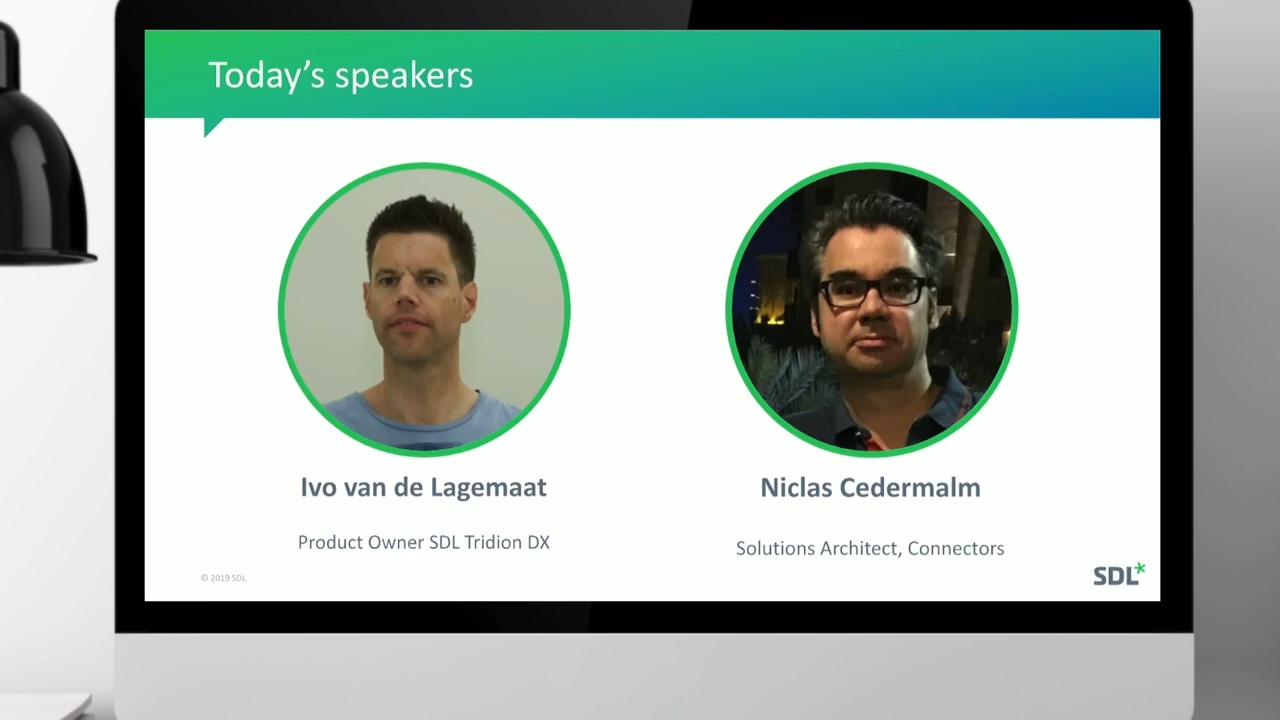 Today's speakers
Ivo van de Lagemaat
Niclas Cedermalm
Product Owner SDL Tridion DX
Solutions Architect, Connectors
© 2019 SDL
SDL*